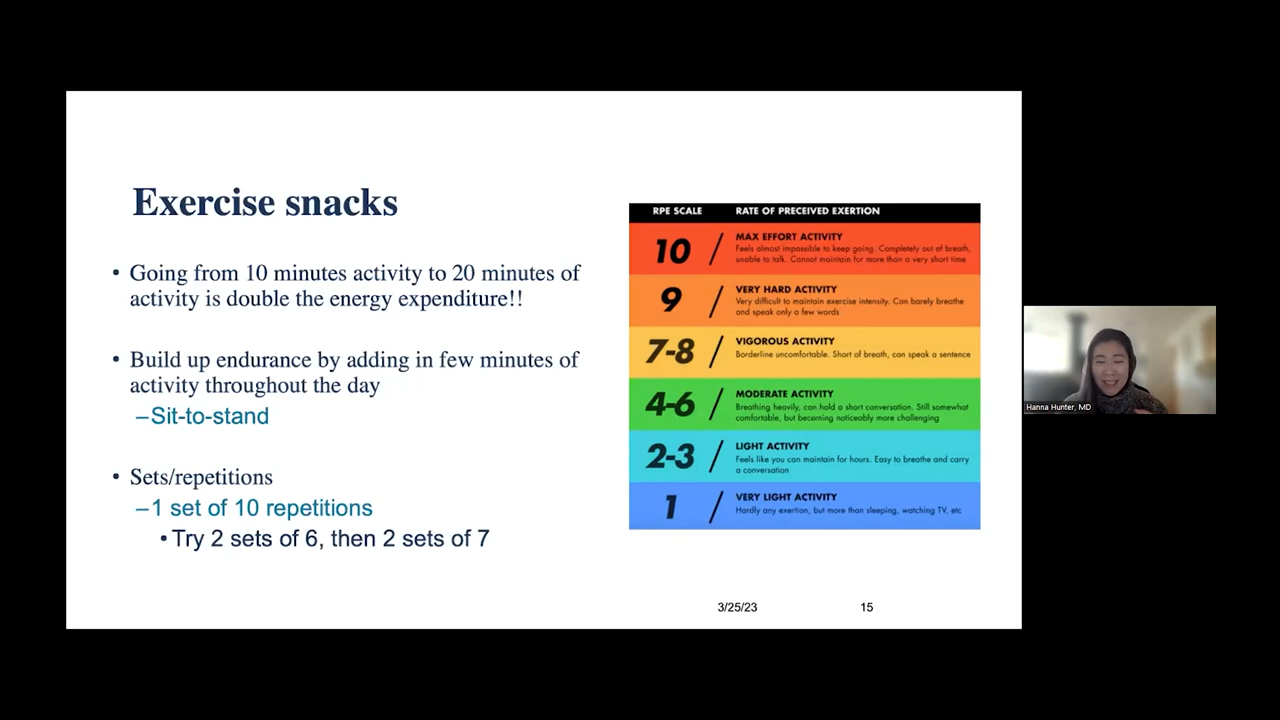 Exercise snacks
• Going from 10 minutes activity to 20 minutes of
activity is double the energy expenditure!!
• Build up endurance by adding in few minutes of
activity throughout the day
–Sit-to-stand
• Sets/repetitions
–1 set of 10 repetitions
• Try 2 sets of 6, then 2 sets of 7
RPE SCALE RATE OF PRECEIVED EXERTION
10 / MAX EFFORT ACTIVITY
Feels almost impossible to keep going. Completely out of breath,
unable to talk. Cannot maintain for more than a very short time
9 / VERY HARD ACTIVITY
Very difficult to maintain exercise intensity. Can barely breathe
and speak only a few words
7-8 / VIGOROUS ACTIVITY
Borderline uncomfortable. Short of breath, can speak a sentence
4-6 / MODERATE ACTIVITY
Breathing heavily, can hold a short conversation. Still somewhat
comfortable, but becoming noticeably more challenging
2-3 / LIGHT ACTIVITY
Feels like you can maintain for hours. Easy to breathe and carry
a conversation
1 / VERY LIGHT ACTIVITY
Hardly any exertion, but more than sleeping, watching TV, etc
3/25/23 15
Hanna Hunter, MD